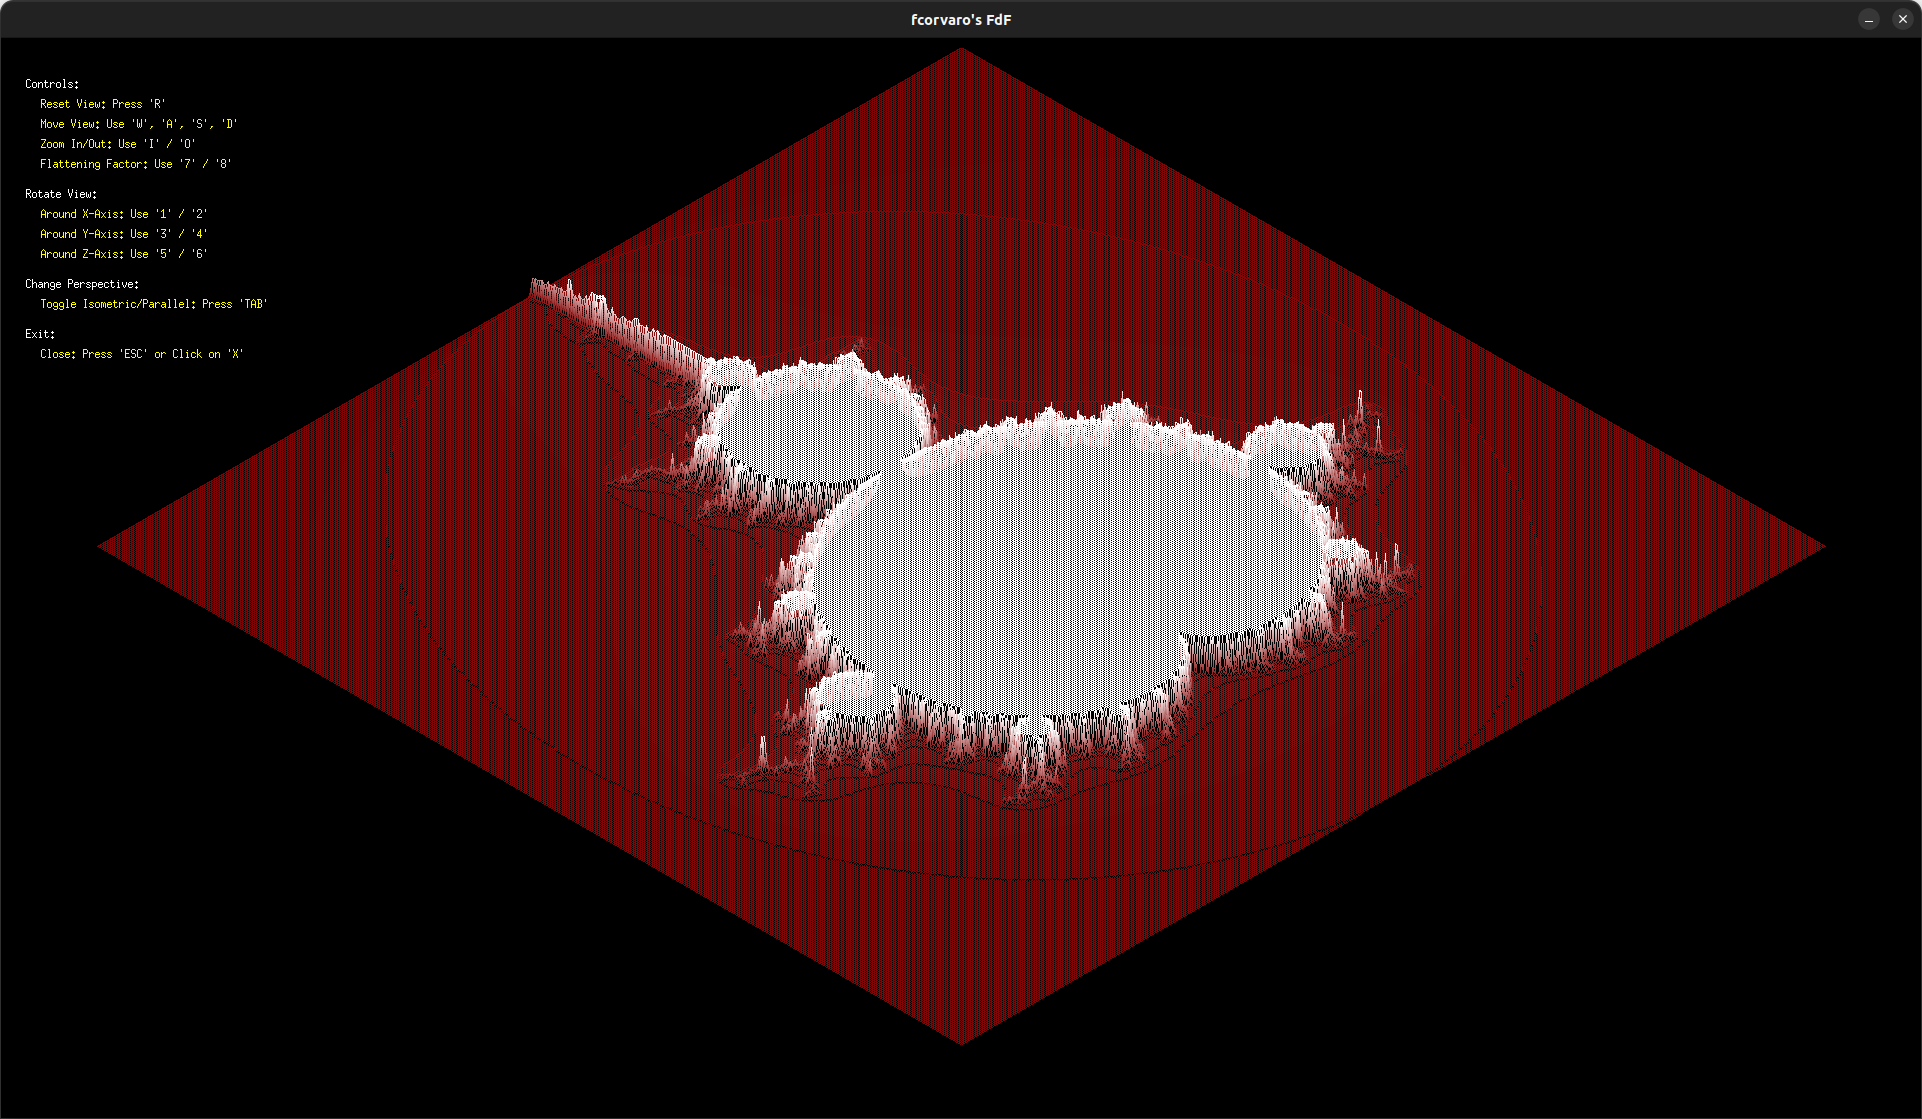 fcorvaro's FdF
Controls:
Reset View: Press 'R'
Move View: Use 'W', 'A', 'S', 'D'
Zoom In/Out: Use 'I' / 'O'
Flattening Factor: Use '7' / '8'
Rotate View:
Around X-Axis: Use '1' / '2'
Around Y-Axis: Use '3' / '4'
Around Z-Axis: Use '5' / '6'
Change Perspective:
Toggle Isometric/Parallel: Press 'TAB'
Exit:
Close: Press 'ESC' or Click on 'X'